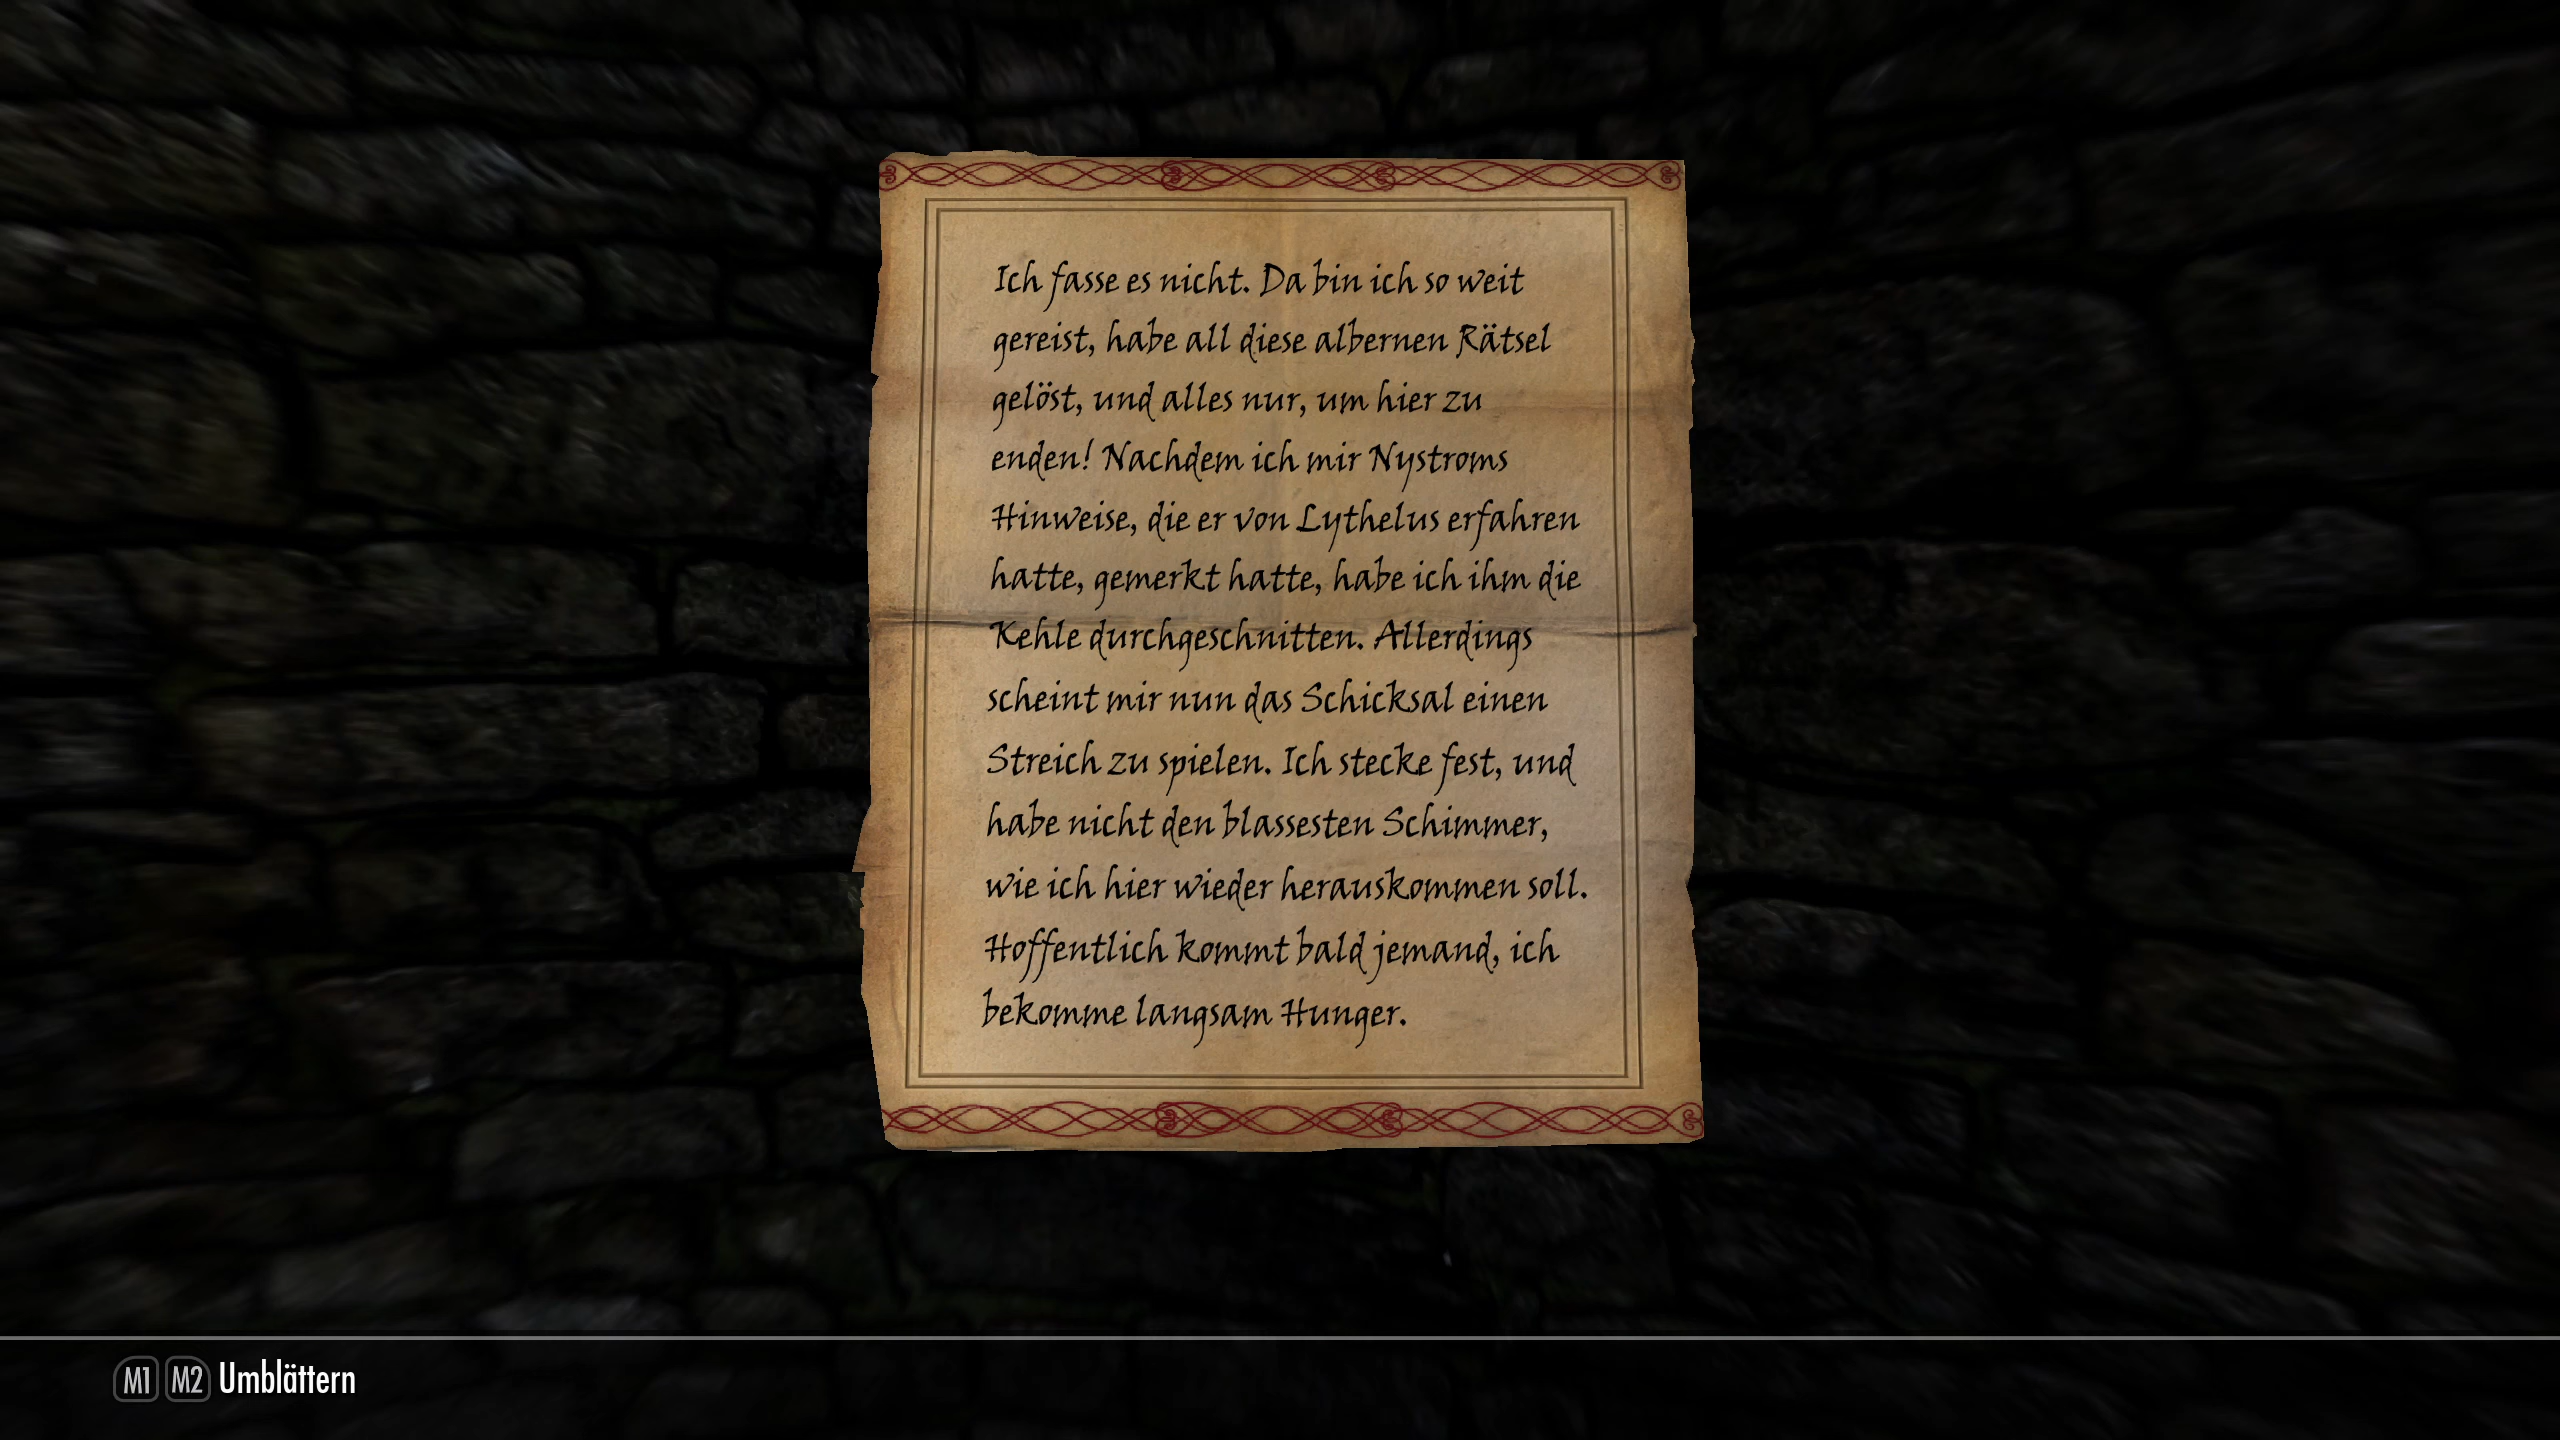 Ich fasse es nicht. Da bin ich so weit
gereist, habe all diese albernen Rätsel
gelöst, und alles nur, um hier zu
enden! Nachdem ich mir Nystroms
Hinweise, die er von Lythelus erfahren
hatte, gemerkt hatte, habe ich ihm die
Kehle durchgeschnitten. Allerdings
scheint mir nun das Schicksal einen
Streich zu spielen. Ich stecke fest, und
habe nicht den blassesten Schimmer,
wie ich hier wieder herauskommen soll.
Hoffentlich kommt bald jemand, ich
bekomme langsam Hunger.
M1 M2 Umblättern